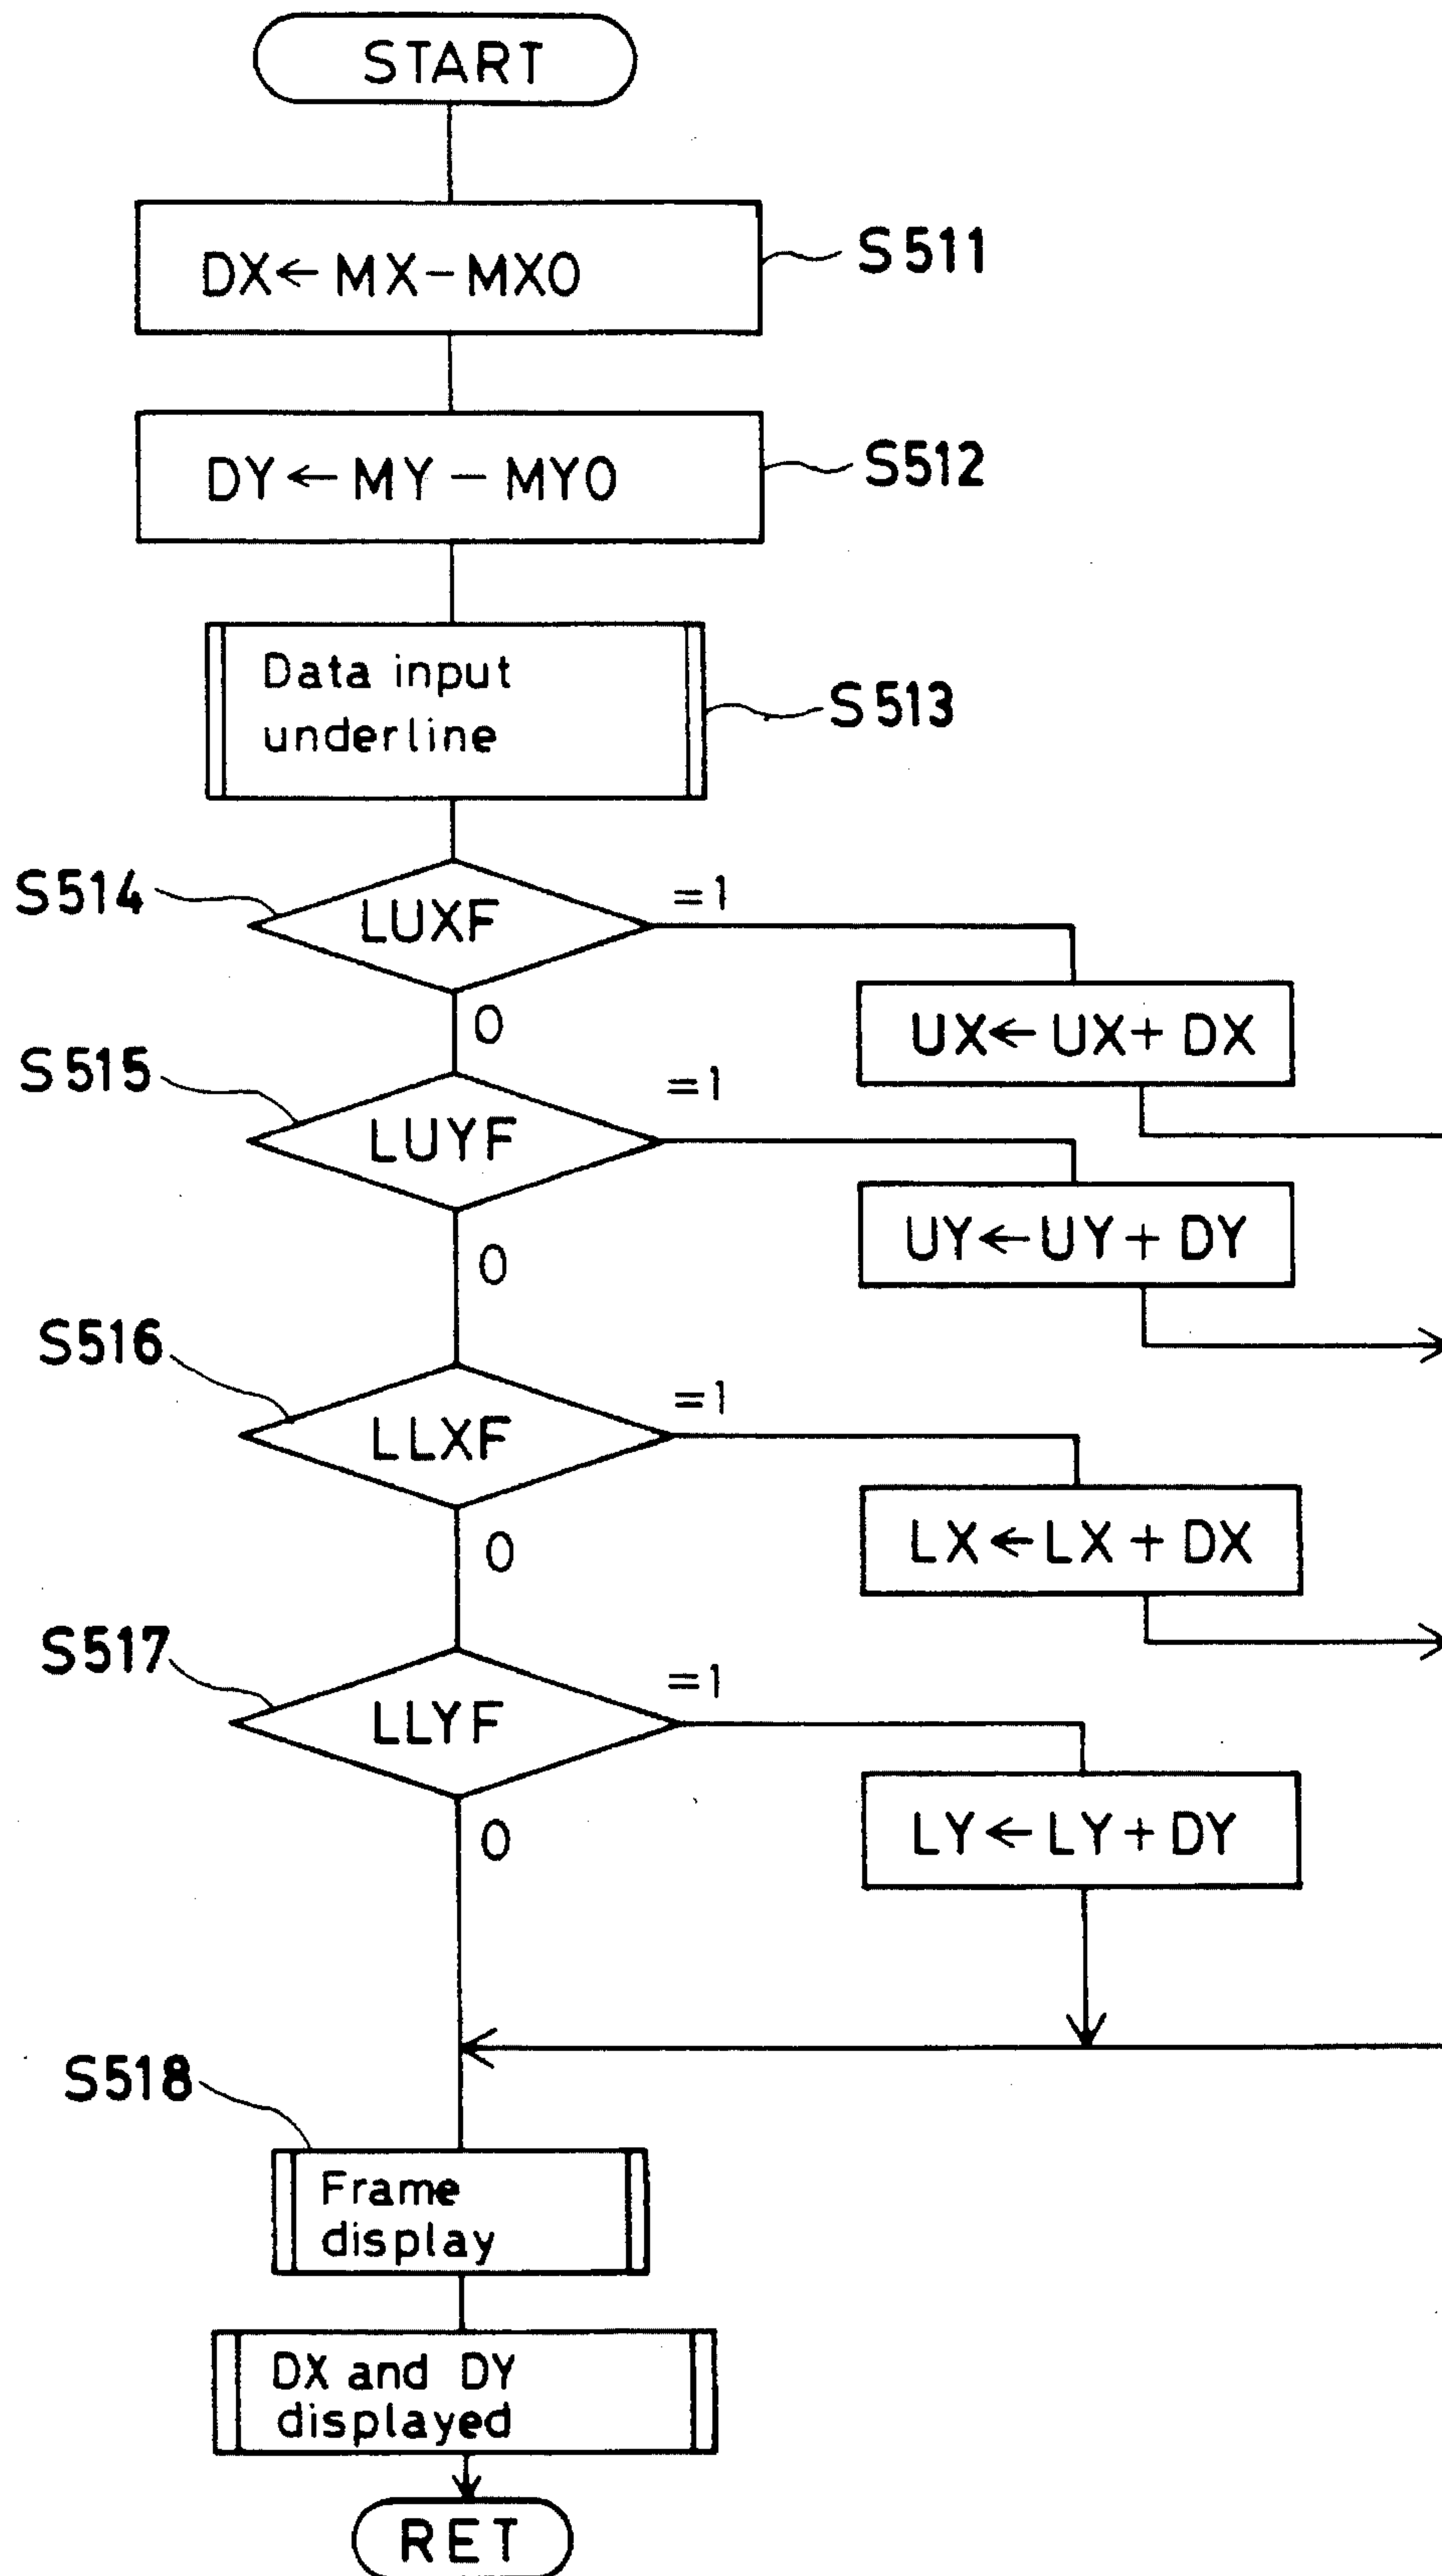 START
DX←MX-MX0
S511
DY←MY-MY0
S512
Data input
underline
S513
S514
LUXF
=1
UX←UX+DX
0
S515
LUYF
=1
UY←UY+DY
0
S516
LLXF
=1
LX←LX+DX
0
S517
LLYF
=1
LY←LY+DY
0
S518
Frame
display
DX and DY
displayed
RET